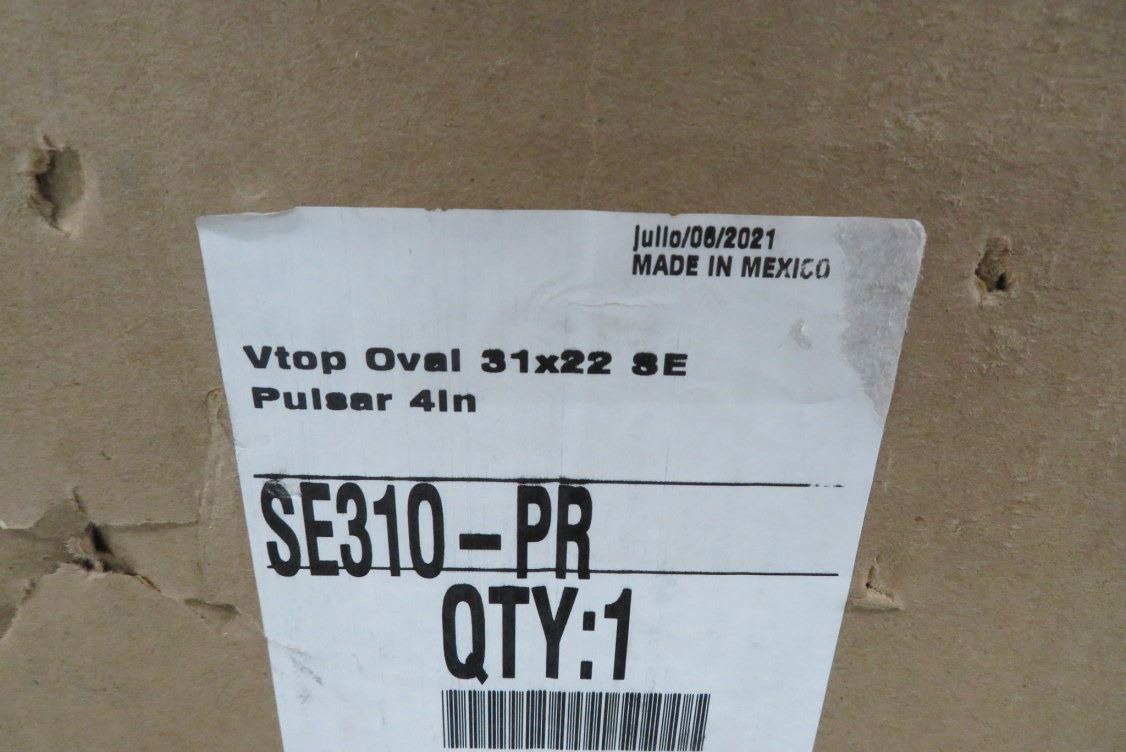 julio/06/2021
MADE IN MEXICO
Vtop Oval 31x22 SE
Pulsar 4in
SE310-PR
QTY:1